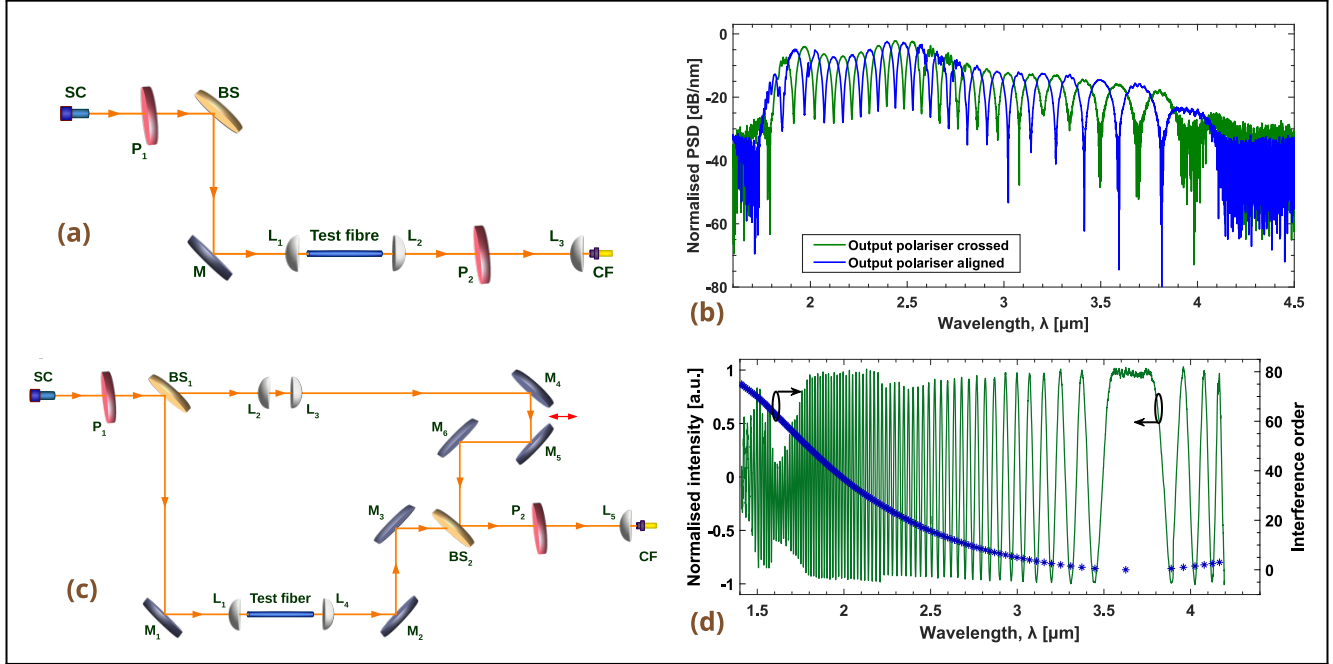 SC
P1
BS
(a)
M
L1
Test fibre
L2
P2
L3
CF
Normalised PSD [dB/nm]
0
-20
-40
-60
-80
Output polariser crossed
Output polariser aligned
2
2.5
3
3.5
4
4.5
Wavelength, λ [μm]
(b)
SC
P1
BS1
L2
L3
M4
M5
M6
M3
BS2
P2
L5
CF
(c)
M1
L1
Test fiber
L4
M2
Normalised intensity [a.u.]
1
0.5
0
-0.5
-1
80
60
40
20
0
Interference order
1.5
2
2.5
3
3.5
4
Wavelength, λ [μm]
(d)